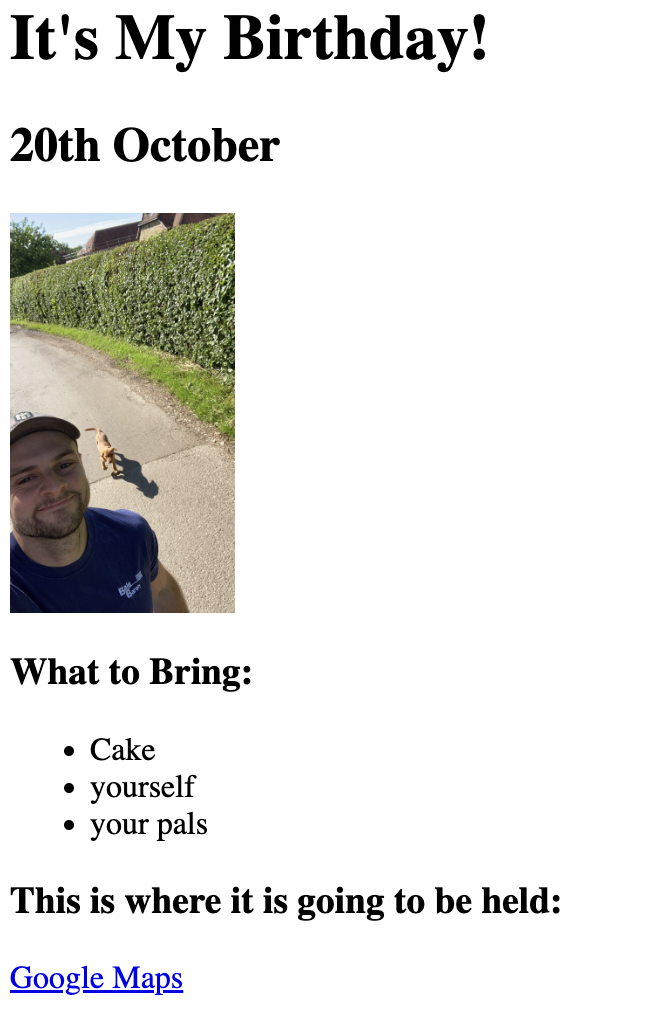 It's My Birthday!
20th October
What to Bring:
Cake
yourself
your pals
This is where it is going to be held:
Google Maps